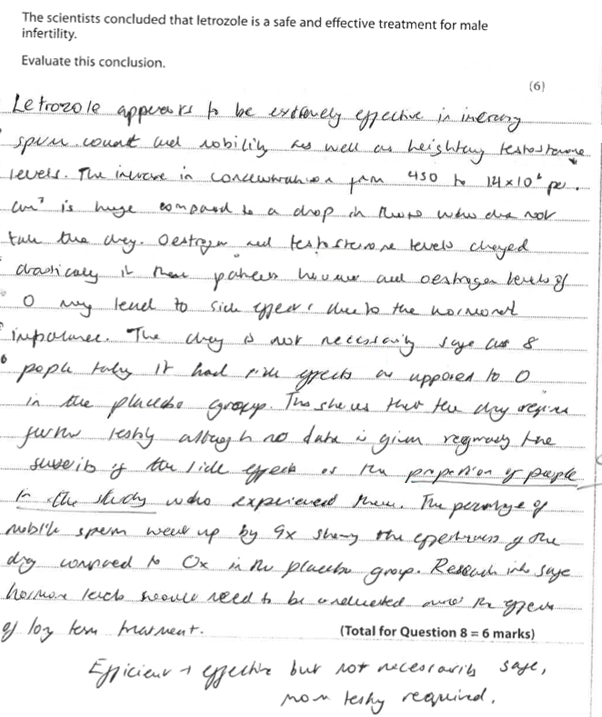 The scientists concluded that letrozole is a safe and effective treatment for male
infertility.
Evaluate this conclusion.
(6)
Letrozole appears to be extremely effective in increasing
sperm count and mobility as well as heighting testosterone
levels. The increase in concentration from 450 to 14x10⁶ per
cm³ is huge compared to a drop in those who did not
take the drug. Oestrogen and testosterone levels changed
drastically in these patients however and oestrogen levels of
0 may lead to side effects due to the hormonal
imbalance. The drug is not necessarily safe as 8
people taking it had side effects as apposed to 0
in the placebo group. This shows that the drug requires
further testing although no data is given regarding the
severity of the side effects or the proportion of people
in the study who experienced them. The percentage of
mobile sperm went up by 9x showing the effectiveness of the
drug compared to 0x in the placebo group. Research into safe
hormone levels would need to be conducted and the effects
of long term treatment.
(Total for Question 8 = 6 marks)
Efficient + effective but not necessarily safe,
more testing required.